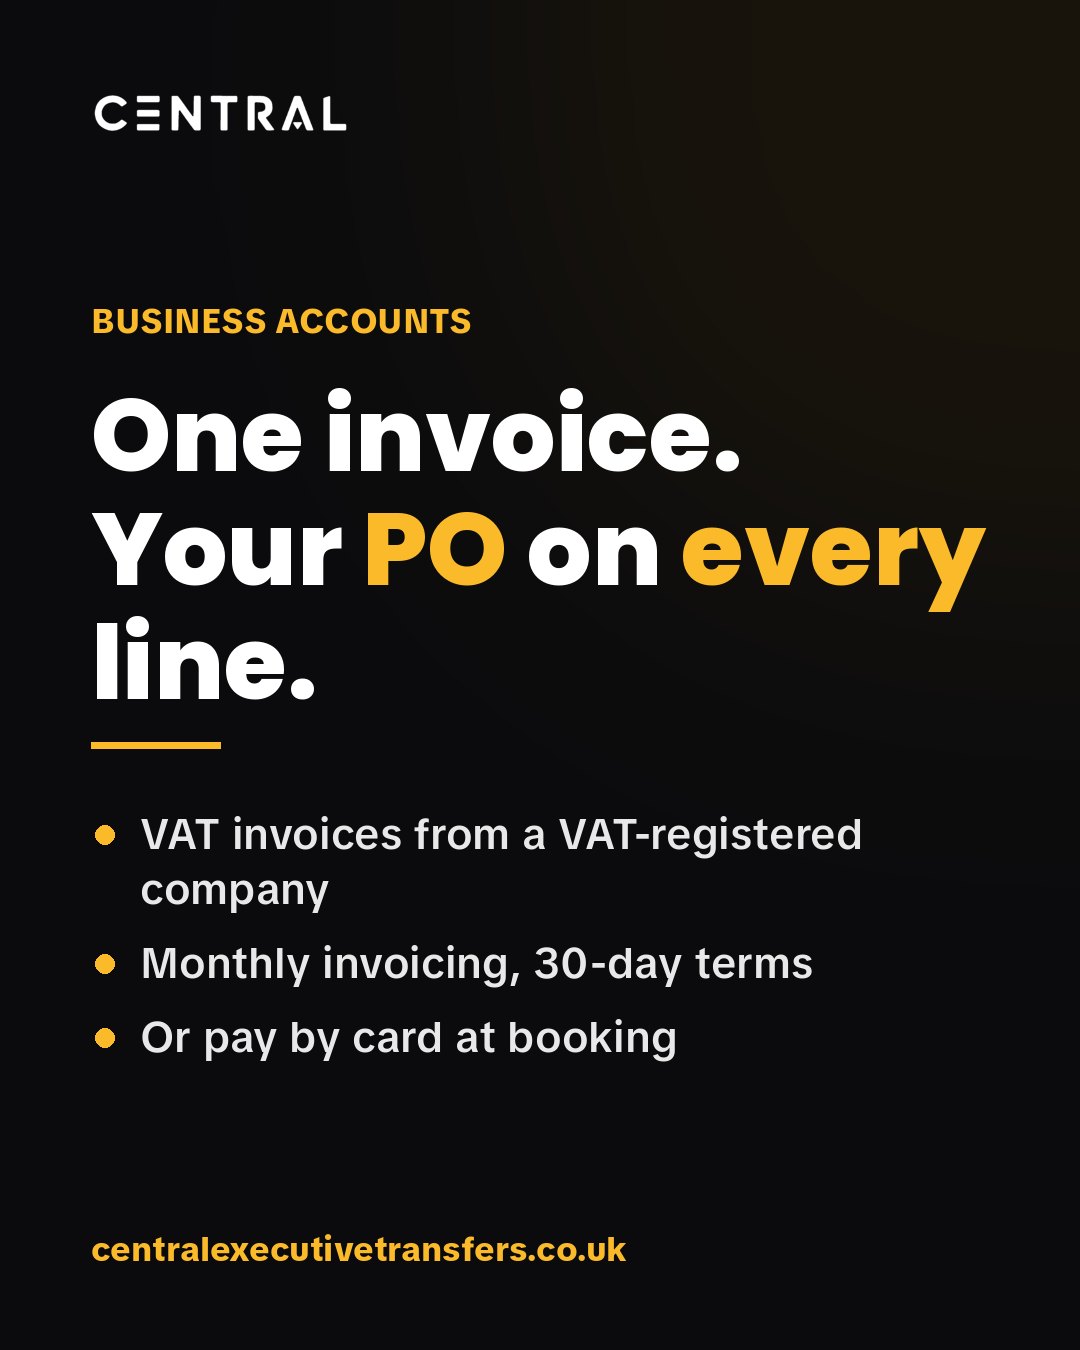 CENTRAL
BUSINESS ACCOUNTS
One invoice.
Your PO on every
line.
VAT invoices from a VAT-registered
company
Monthly invoicing, 30-day terms
Or pay by card at booking
centralexecutivetransfers.co.uk